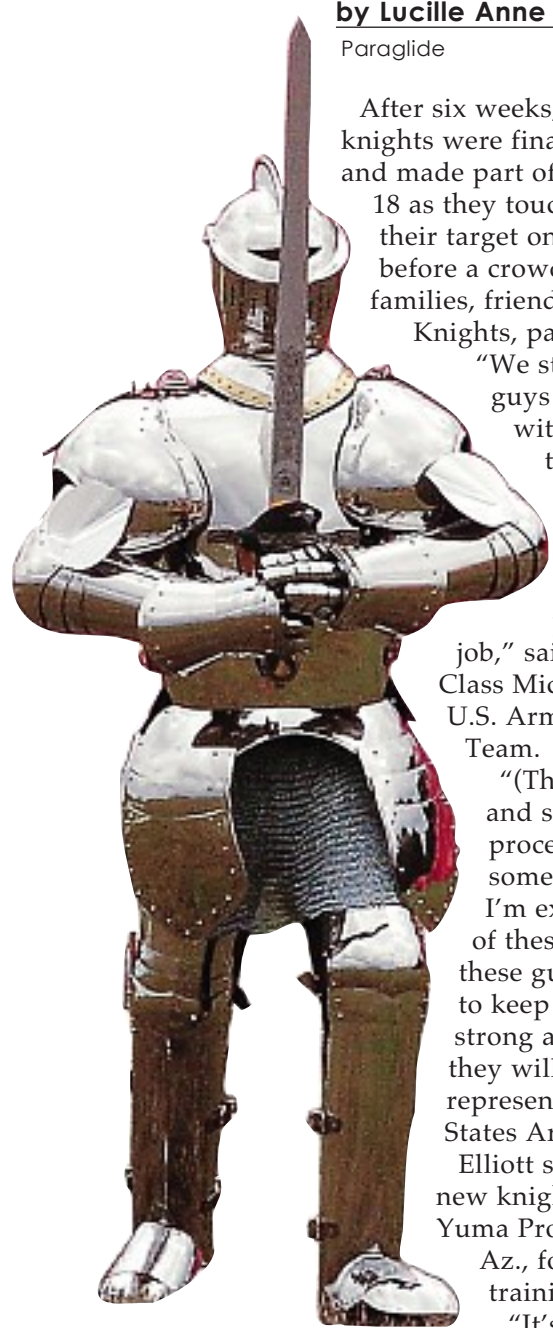 by Lucille Anne
Paraglide
After six weeks,
knights were fina
and made part of
18 as they touc
their target on
before a crowd
families, friend
Knights, pa
“We st
guys
wit
t
job,” sai
Class Mic
U.S. Arm
Team.
“(Th
and s
proce
some
I’m ex
of thes
these gu
to keep
strong a
they will
represen
States Ar
Elliott s
new knigh
Yuma Pro
Az., fo
traini
“It’s